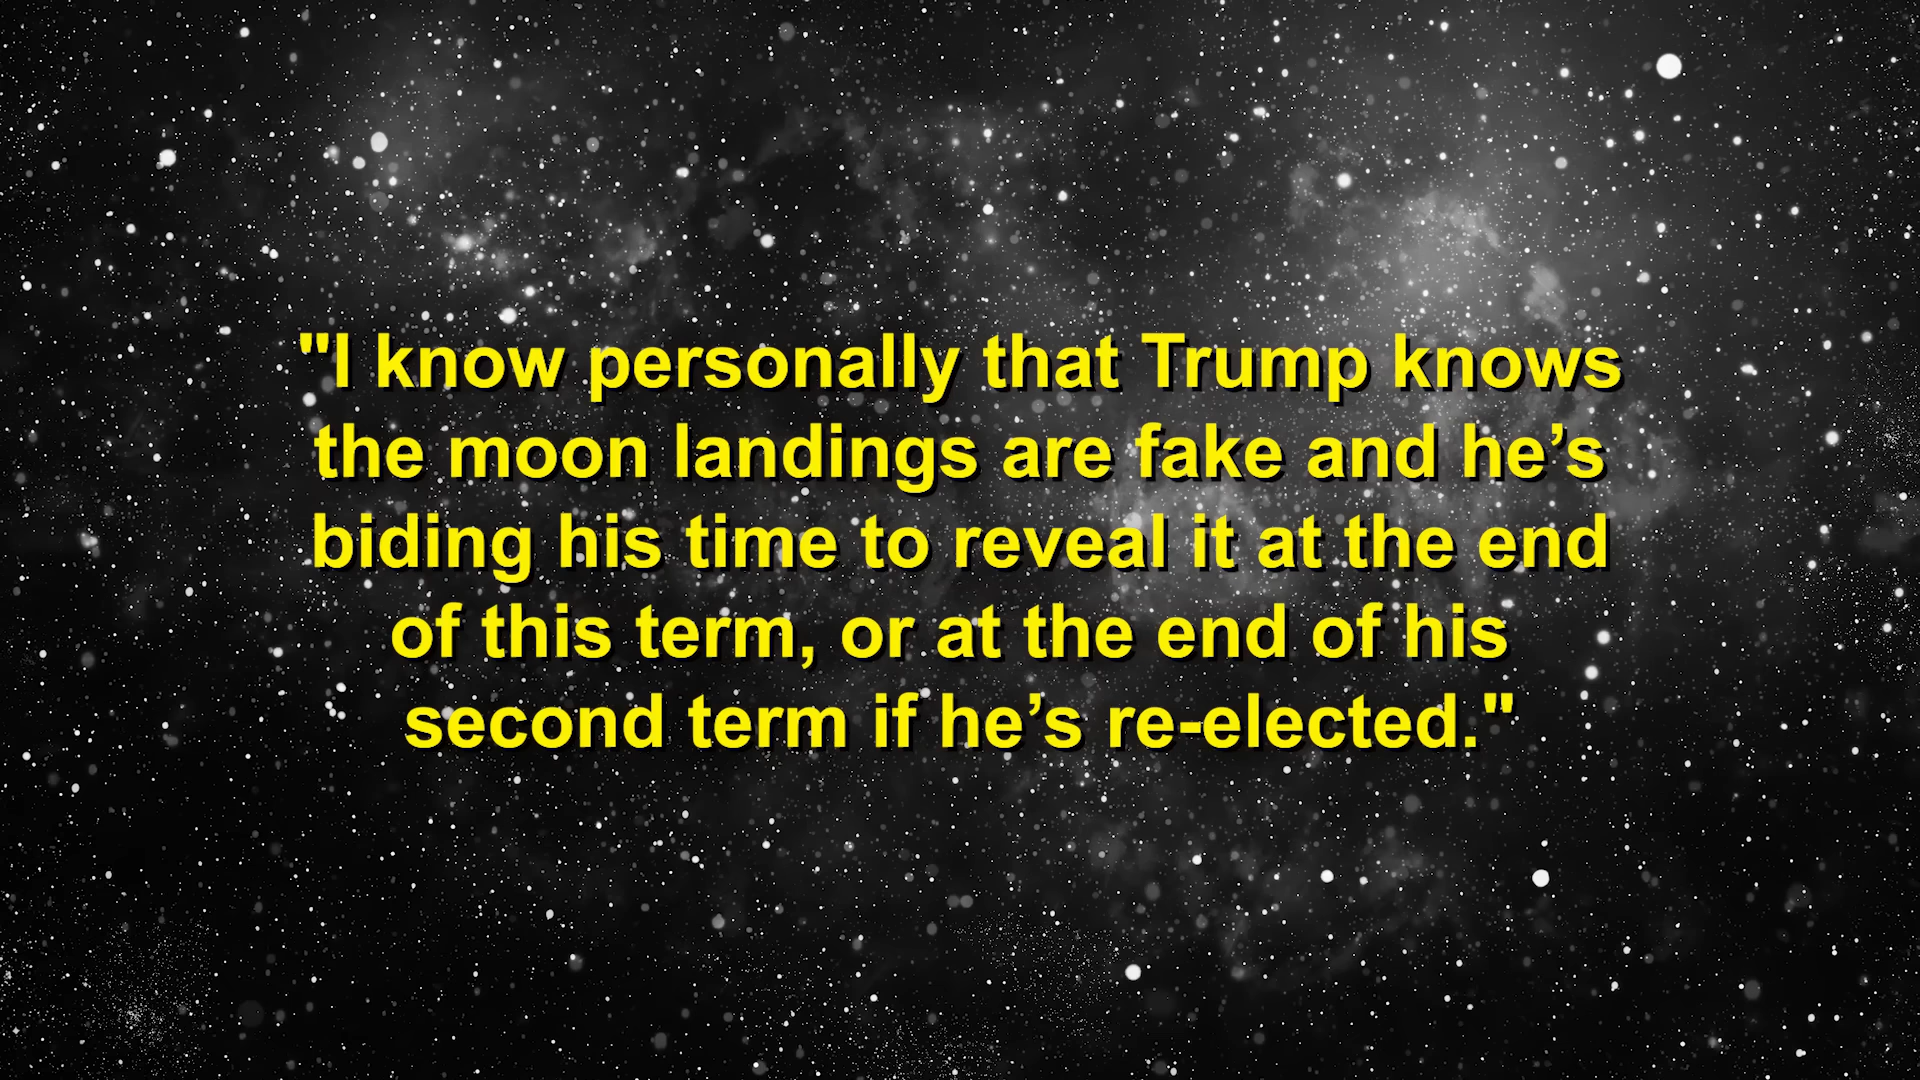 "I know personally that Trump knows
the moon landings are fake and he’s
biding his time to reveal it at the end
of this term, or at the end of his
second term if he’s re-elected."